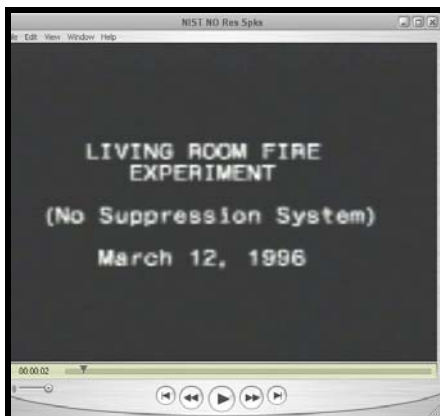 NIST NO Res Spks
Edit View Window Help
LIVING ROOM FIRE
EXPERIMENT
(No Suppression System)
March 12, 1996
00:00:02